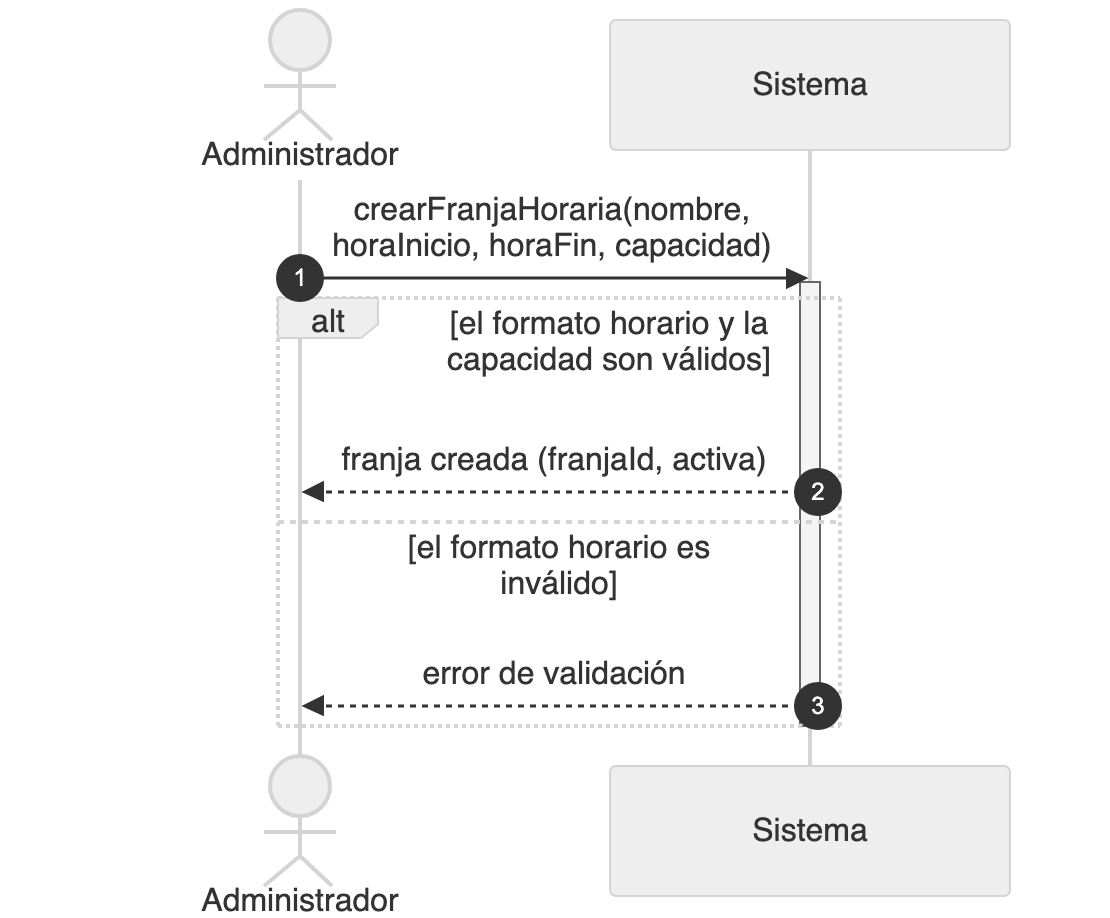 Administrador
Sistema
crearFranjaHoraria(nombre,
horaInicio, horaFin, capacidad)
1
alt
[el formato horario y la
capacidad son válidos]
franja creada (franjaId, activa)
2
[el formato horario es
inválido]
error de validación
3
Administrador
Sistema